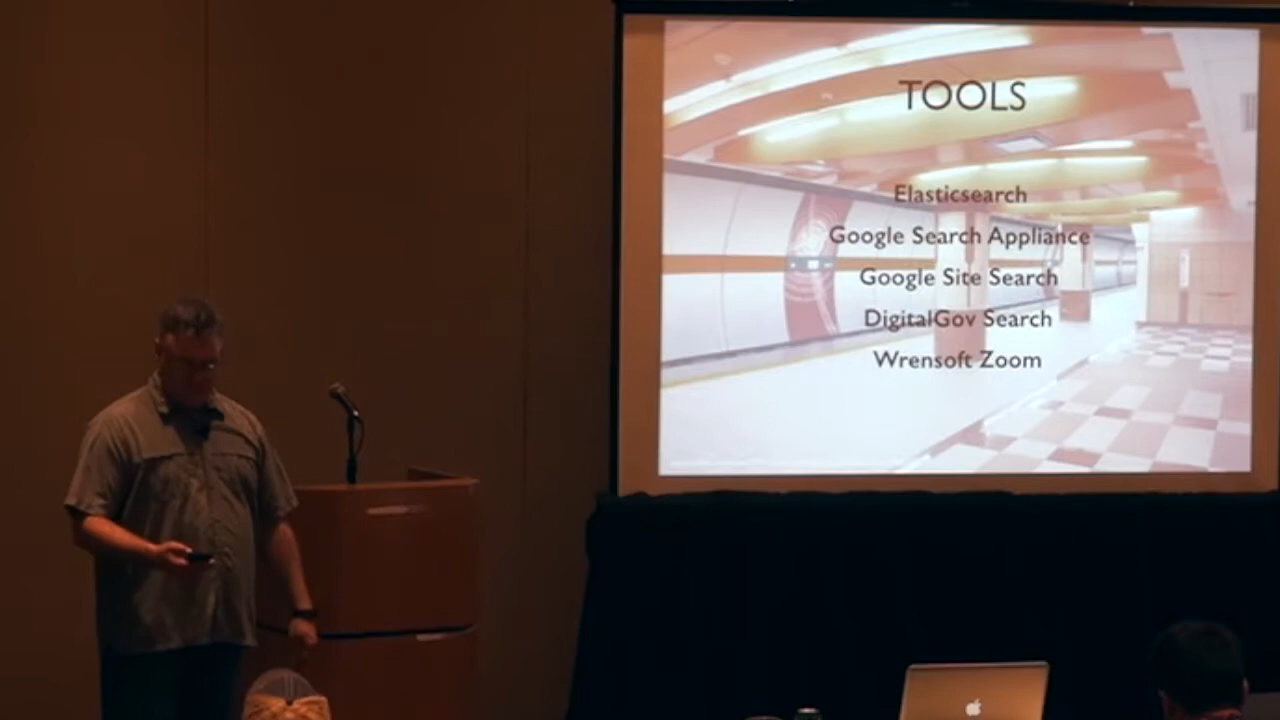 TOOLS
Elasticsearch
Google Search Appliance
Google Site Search
DigitalGov Search
Wrensoft Zoom